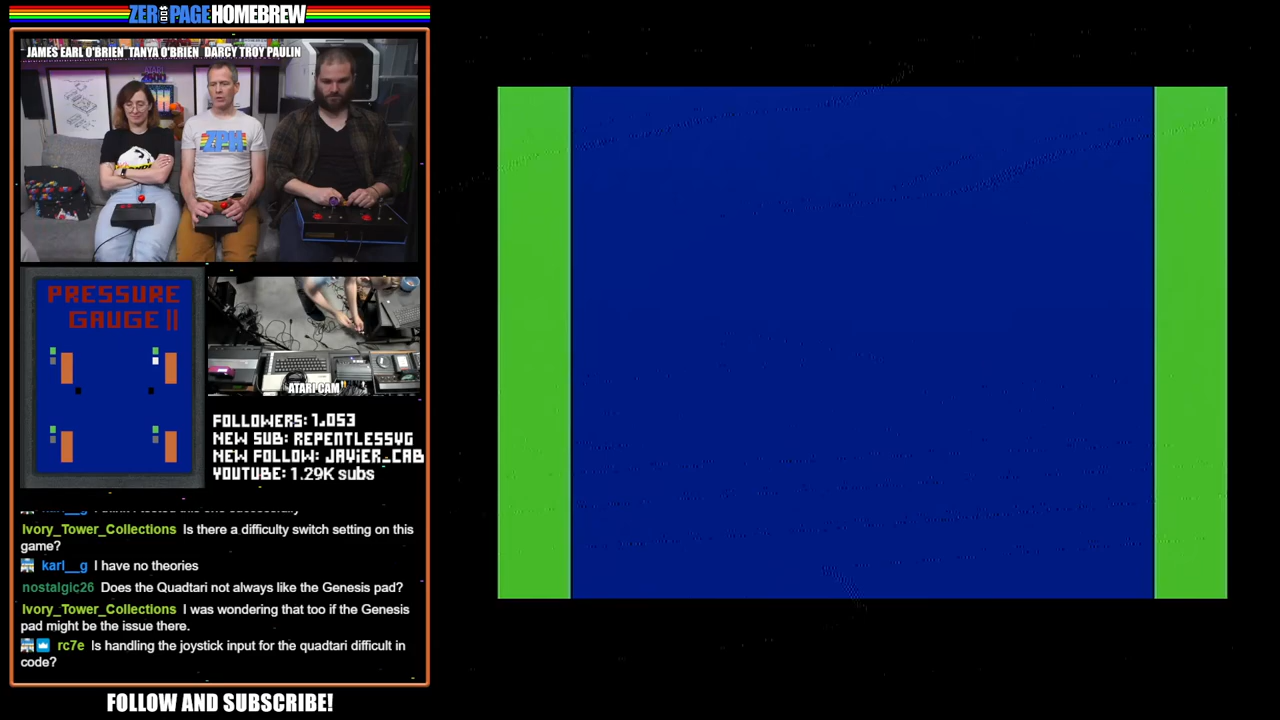 ZEROPAGE HOMEBREW
JAMES EARL O'BRIEN TANYA O'BRIEN DARCY TROY PAULIN
ATARI
2600
ZPH
PRESSURE
GAUGE II
ATARI CAM
FOLLOWERS: 1,053
NEW SUB: REPENTLESSVG
NEW FOLLOW: JAVIER_CAB
YOUTUBE: 1.29K subs
Ivory_Tower_Collections Is there a difficulty switch setting on this
game?
karl__g I have no theories
nostalgic26 Does the Quadtari not always like the Genesis pad?
Ivory_Tower_Collections I was wondering that too if the Genesis
pad might be the issue there.
rc7e Is handling the joystick input for the quadtari difficult in
code?
FOLLOW AND SUBSCRIBE!